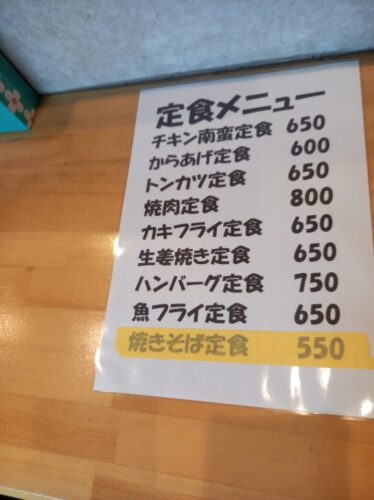 定食メニュー
チキン南蛮定食 650
からあげ定食 600
トンカツ定食 650
焼肉定食 800
カキフライ定食 650
生姜焼き定食 650
ハンバーグ定食 750
魚フライ定食 650
焼きそば定食 550